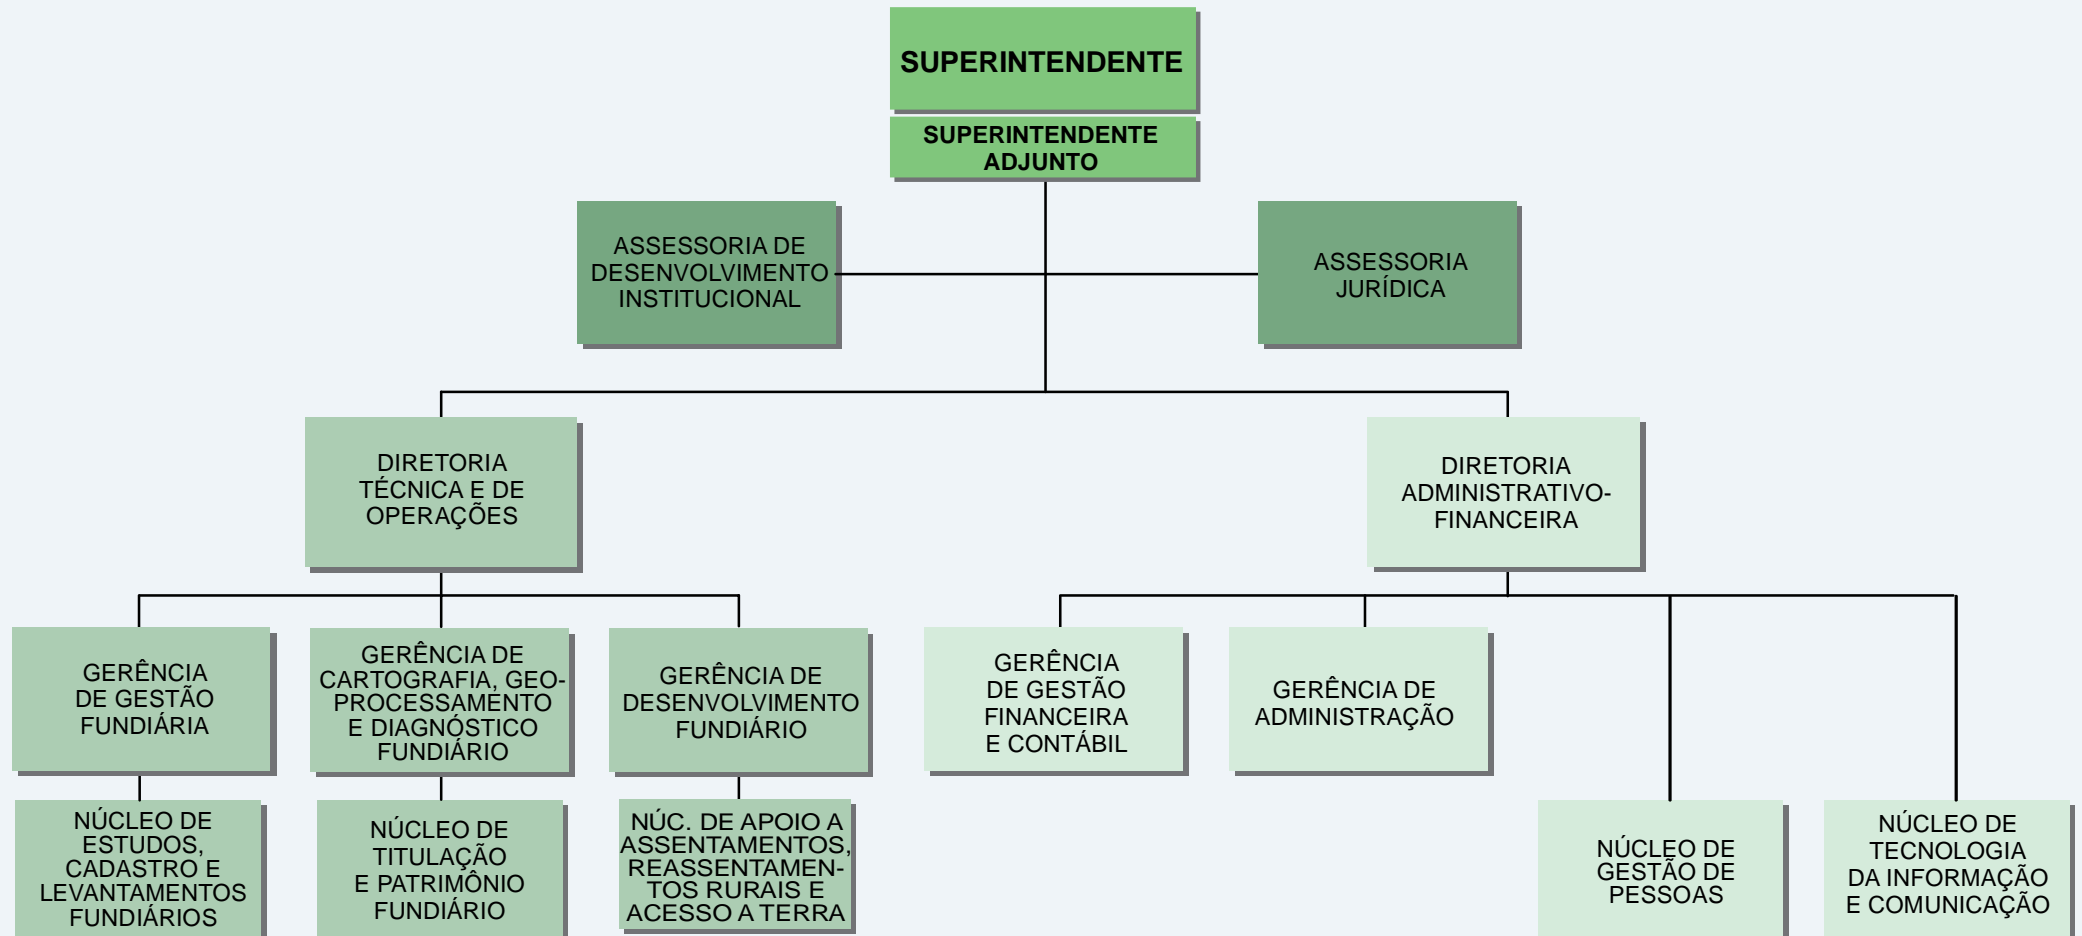 SUPERINTENDENTE
SUPERINTENDENTE
ADJUNTO
ASSESSORIA DE
DESENVOLVIMENTO
INSTITUCIONAL
ASSESSORIA
JURÍDICA
DIRETORIA
TÉCNICA E DE
OPERAÇÕES
DIRETORIA
ADMINISTRATIVO-
FINANCEIRA
GERÊNCIA
DE GESTÃO
FUNDIÁRIA
GERÊNCIA DE
CARTOGRAFIA, GEO-
PROCESSAMENTO
E DIAGNÓSTICO
FUNDIÁRIO
GERÊNCIA DE
DESENVOLVIMENTO
FUNDIÁRIO
GERÊNCIA
DE GESTÃO
FINANCEIRA
E CONTÁBIL
GERÊNCIA DE
ADMINISTRAÇÃO
NÚCLEO DE
ESTUDOS,
CADASTRO E
LEVANTAMENTOS
FUNDIÁRIOS
NÚCLEO DE
TITULAÇÃO
E PATRIMÔNIO
FUNDIÁRIO
NÚC. DE APOIO A
ASSENTAMENTOS,
REASSENTAMEN-
TOS RURAIS E
ACESSO A TERRA
NÚCLEO DE
GESTÃO DE
PESSOAS
NÚCLEO DE
TECNOLOGIA
DA INFORMAÇÃO
E COMUNICAÇÃO